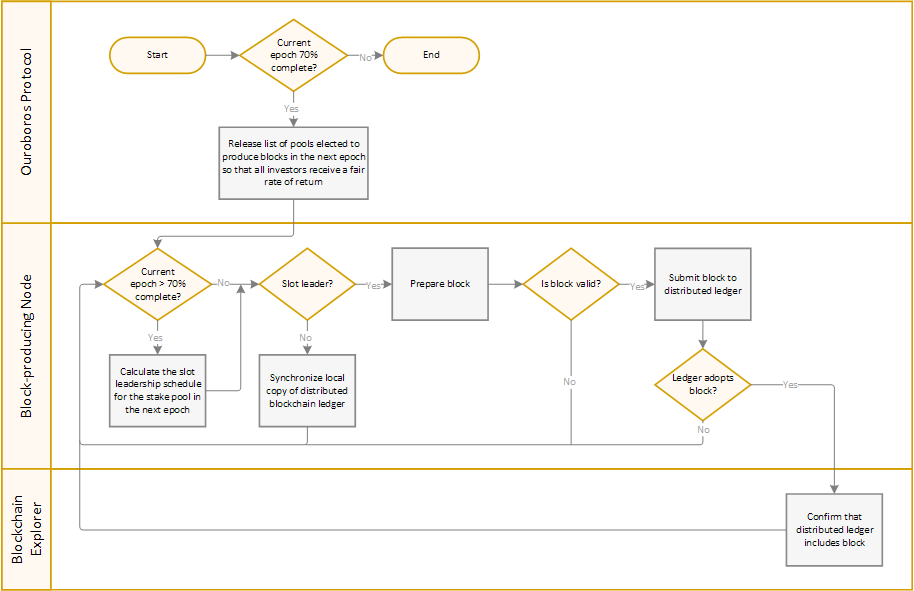 Ouroboros Protocol
Start
Current
epoch 70%
complete?
No
End
Yes
Release list of pools elected to
produce blocks in the next epoch
so that all investors receive a fair
rate of return
Block-producing Node
Current
epoch > 70%
complete?
No
Slot leader?
Yes
Prepare block
Is block valid?
Yes
Submit block to
distributed ledger
Yes
Calculate the slot
leadership schedule
for the stake pool in
the next epoch
No
Synchronize local
copy of distributed
blockchain ledger
No
Ledger adopts
block?
Yes
No
Blockchain
Explorer
Confirm that
distributed ledger
includes block